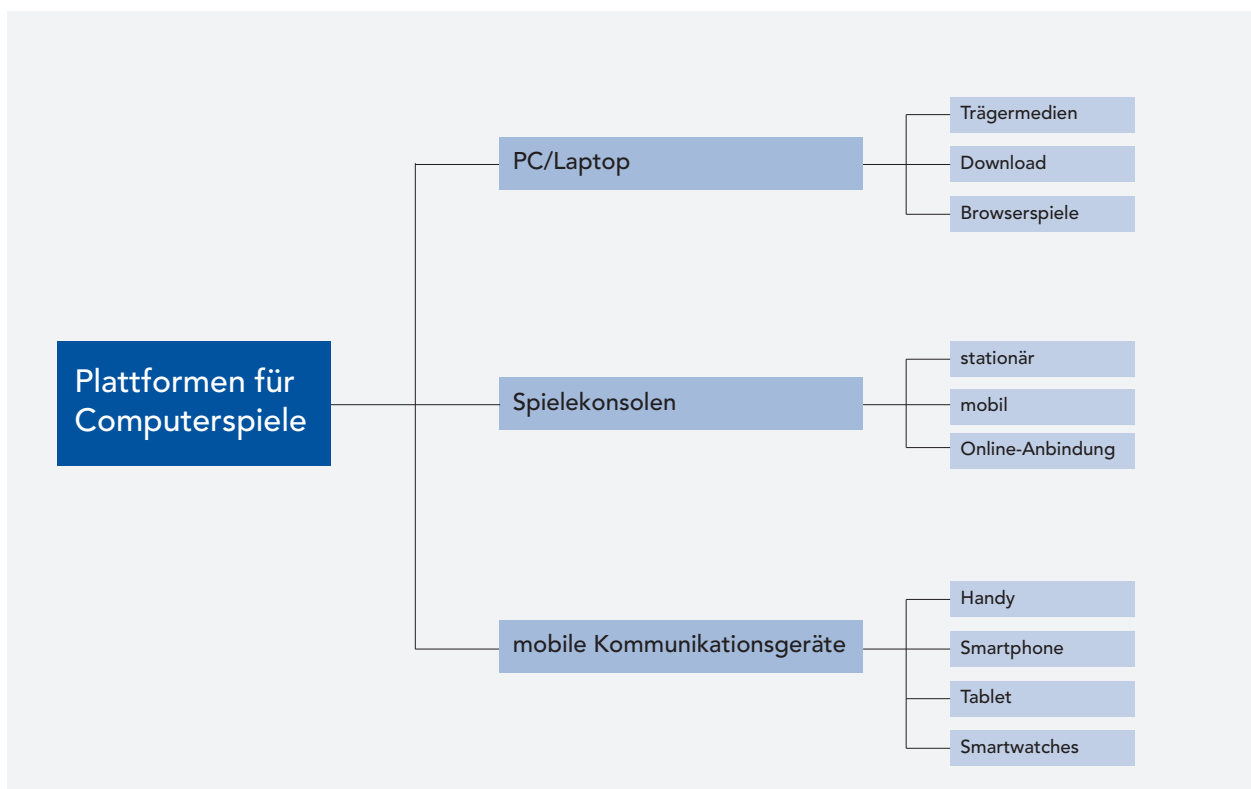 Plattformen für
Computerspiele
PC/Laptop
Trägermedien
Download
Browserspiele
Spielekonsolen
stationär
mobil
Online-Anbindung
mobile Kommunikationsgeräte
Handy
Smartphone
Tablet
Smartwatches